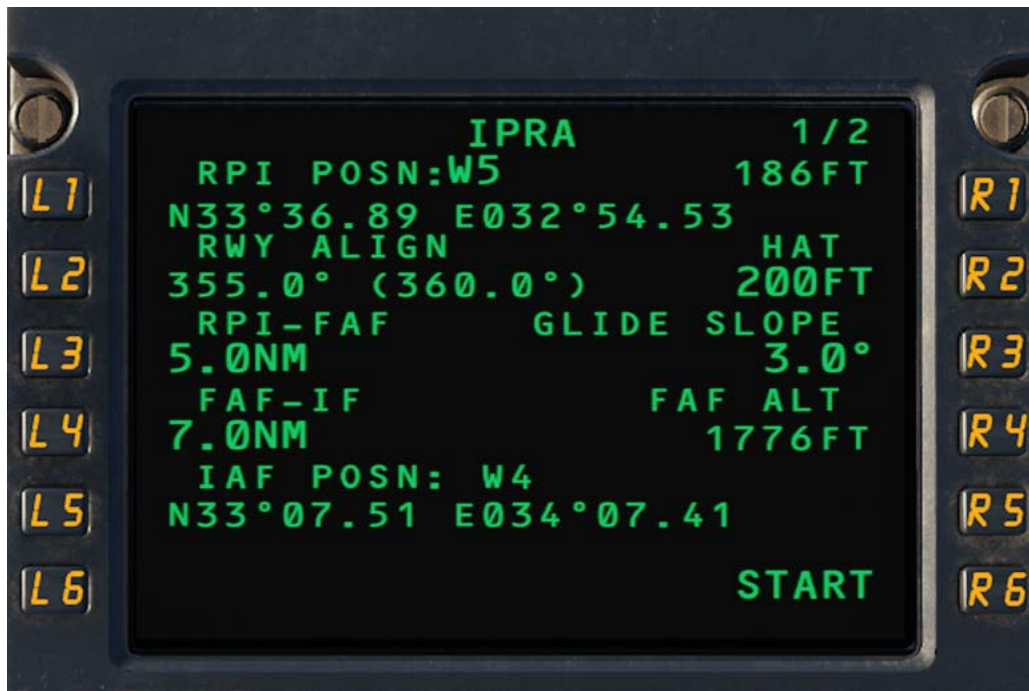 IPRA 1/2
RPI POSN:W5 186FT
L1 R1
N33°36.89 E032°54.53
RWY ALIGN HAT
L2 355.0° (360.0°) 200FT R2
RPI-FAF GLIDE SLOPE
L3 5.0NM 3.0° R3
FAF-IF FAF ALT
L4 7.0NM 1776FT R4
IAF POSN: W4
L5 N33°07.51 E034°07.41 R5
L6 START R6